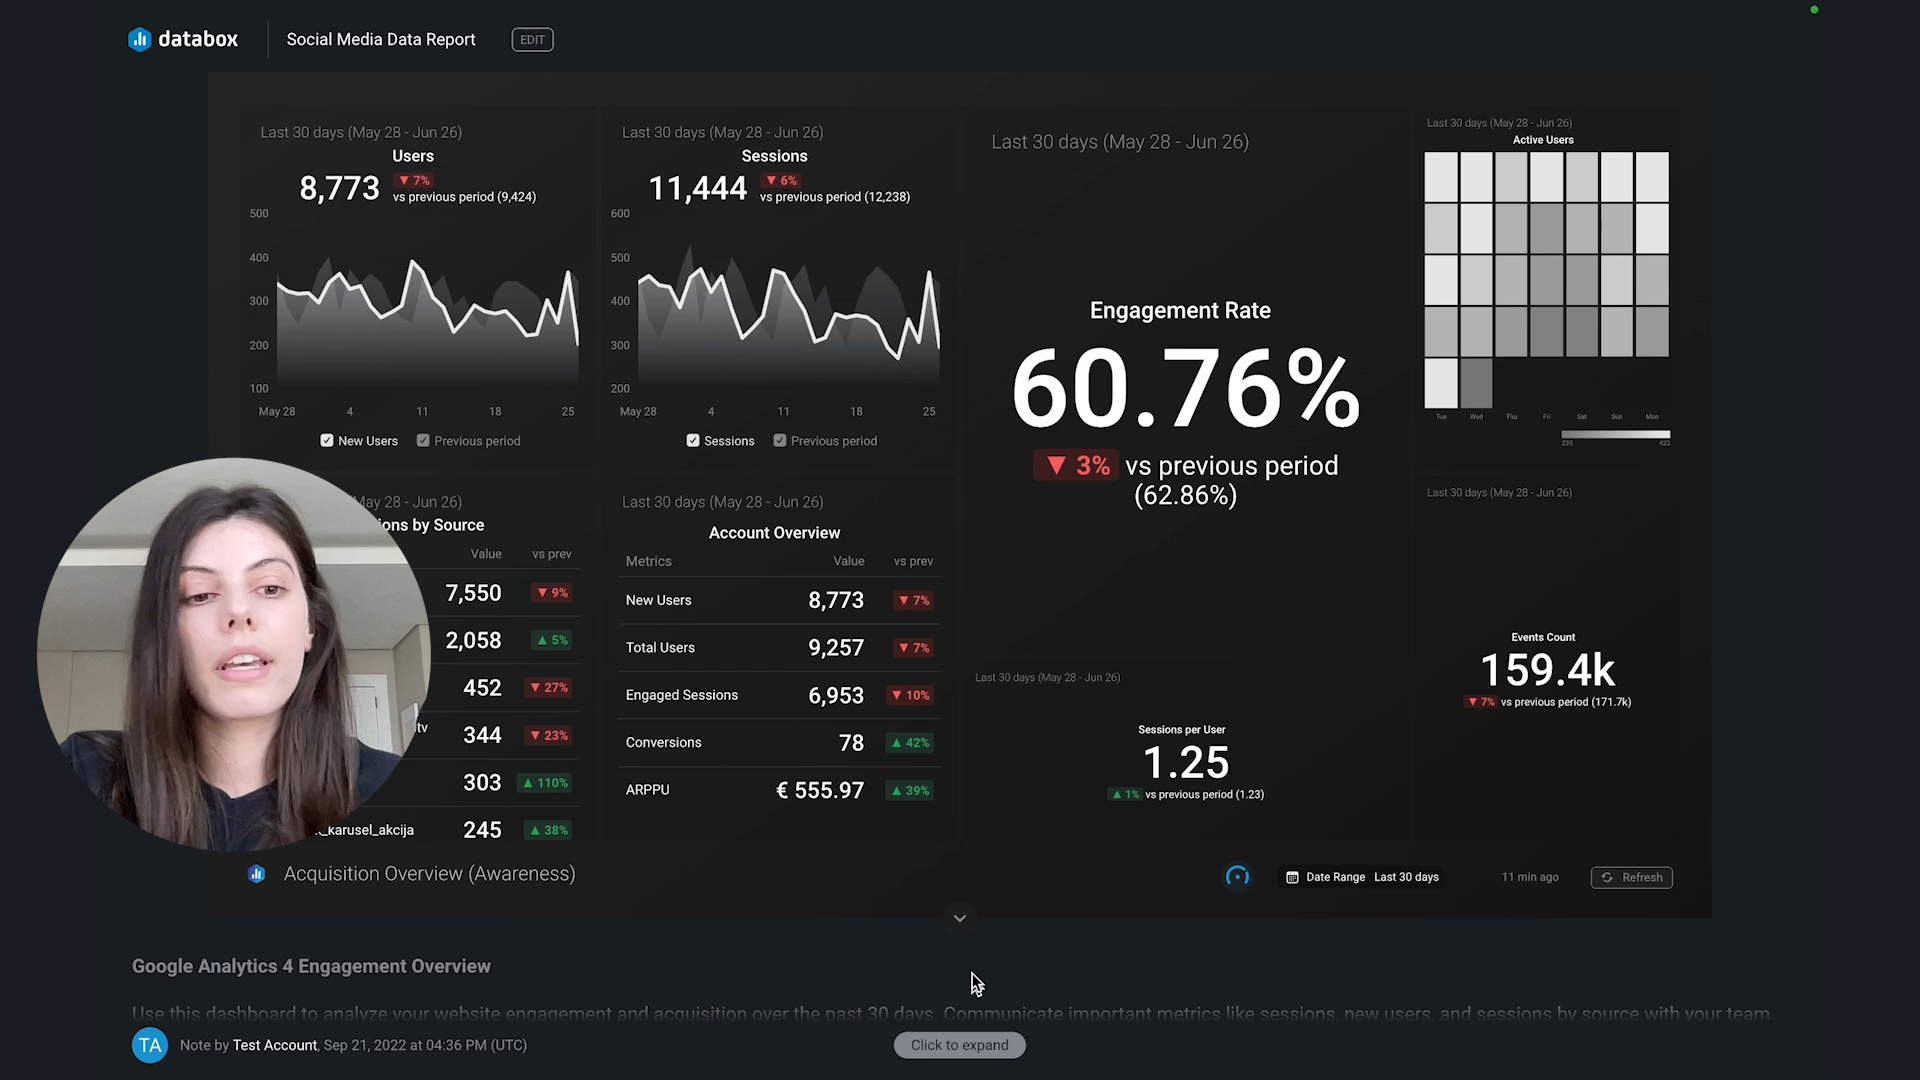 databox
Social Media Data Report
EDIT
Last 30 days (May 28 - Jun 26)
Users
8,773
▼ 7%
vs previous period (9,424)
500
400
300
200
100
May 28 4 11 18 25
New Users Previous period
Last 30 days (May 28 - Jun 26)
Sessions
11,444
▼ 6%
vs previous period (12,238)
600
500
400
300
200
May 28 4 11 18 25
Sessions Previous period
Last 30 days (May 28 - Jun 26)
Engagement Rate
60.76%
▼ 3% vs previous period
(62.86%)
Last 30 days (May 28 - Jun 26)
Active Users
Tue Wed Thu Fri Sat Sun Mon
235 422
May 28 - Jun 26)
by Source
Value vs prev
7,550 ▼ 9%
2,058 ▲ 5%
452 ▼ 27%
344 ▼ 23%
303 ▲ 110%
_karusel_akcija 245 ▲ 38%
Last 30 days (May 28 - Jun 26)
Account Overview
Metrics Value vs prev
New Users 8,773 ▼ 7%
Total Users 9,257 ▼ 7%
Engaged Sessions 6,953 ▼ 10%
Conversions 78 ▲ 42%
ARPPU € 555.97 ▲ 39%
Last 30 days (May 28 - Jun 26)
Sessions per User
1.25
▲ 1% vs previous period (1.23)
Last 30 days (May 28 - Jun 26)
Events Count
159.4k
▼ 7% vs previous period (171.7k)
Acquisition Overview (Awareness)
Date Range Last 30 days
11 min ago
Refresh
Google Analytics 4 Engagement Overview
Use this dashboard to analyze your website engagement and acquisition over the past 30 days. Communicate important metrics like sessions, new users, and sessions by source with your team.
TA
Note by Test Account, Sep 21, 2022 at 04:36 PM (UTC)
Click to expand